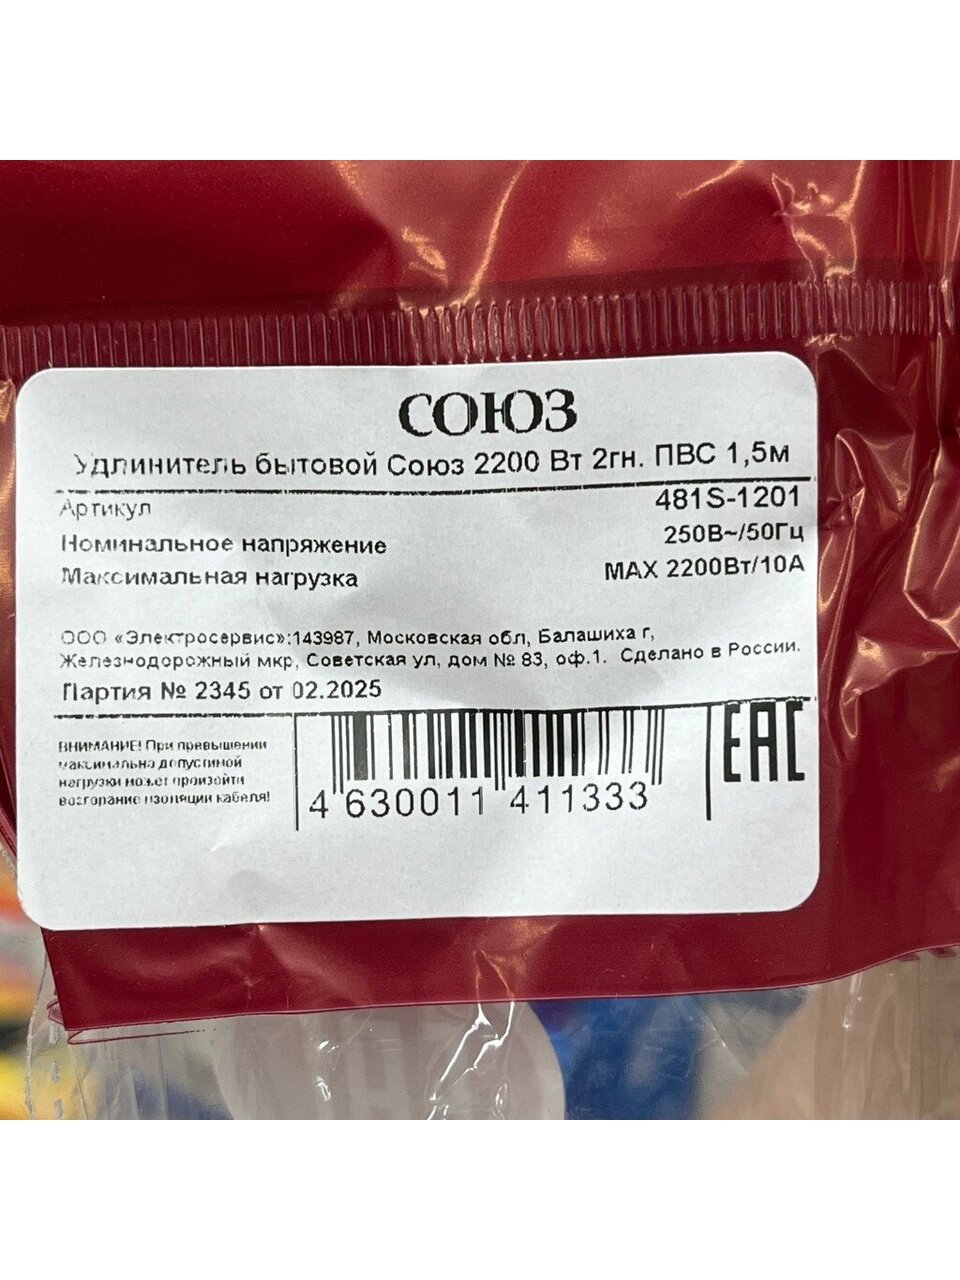 СОЮЗ
Удлинитель бытовой Союз 2200 Вт 2гн. ПВС 1,5м
Артикул 481S-1201
Номинальное напряжение 250В~/50Гц
Максимальная нагрузка MAX 2200Вт/10А
ООО «Электросервис»:143987, Московская обл, Балашиха г,
Железнодорожный мкр, Советская ул, дом № 83, оф.1. Сделано в России.
Партия № 2345 от 02.2025
ВНИМАНИЕ! При превышении
максимально допустимой
нагрузки может произойти
возгорание изоляции кабеля!
4 630011 411333
ЕАС